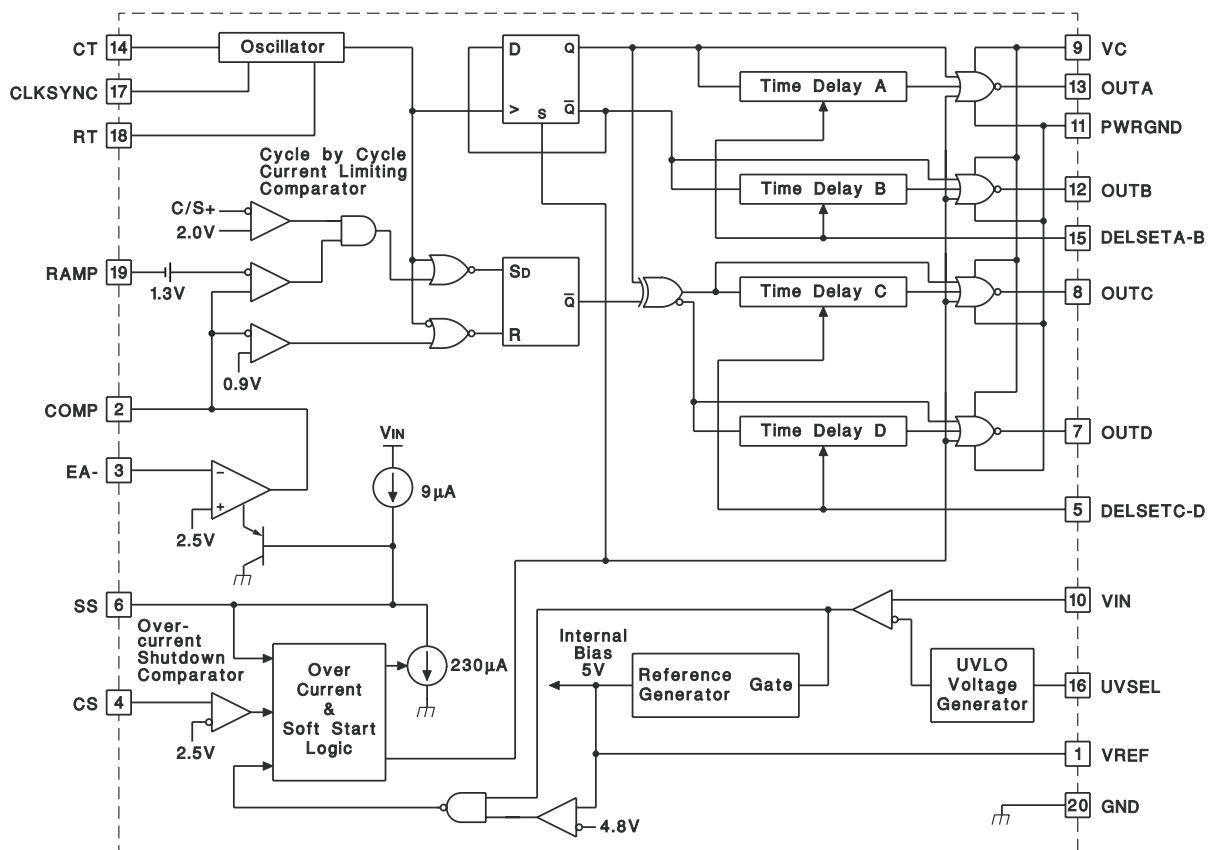 CT 14
Oscillator
CLKSYNC 17
RT 18
Cycle by Cycle
Current Limiting
Comparator
C/S+
2.0V
RAMP 19
1.3V
0.9V
COMP 2
EA- 3
−
+
2.5V
VIN
9µA
SS 6
Over-
current
Shutdown
Comparator
CS 4
2.5V
Over
Current
&
Soft Start
Logic
230µA
D Q
> S Q
SD
Q
R
Time Delay A
Time Delay B
Time Delay C
Time Delay D
9 VC
13 OUTA
11 PWRGND
12 OUTB
15 DELSETA-B
8 OUTC
7 OUTD
5 DELSETC-D
10 VIN
Internal
Bias
5V
Reference
Generator
Gate
UVLO
Voltage
Generator
16 UVSEL
1 VREF
4.8V
20 GND